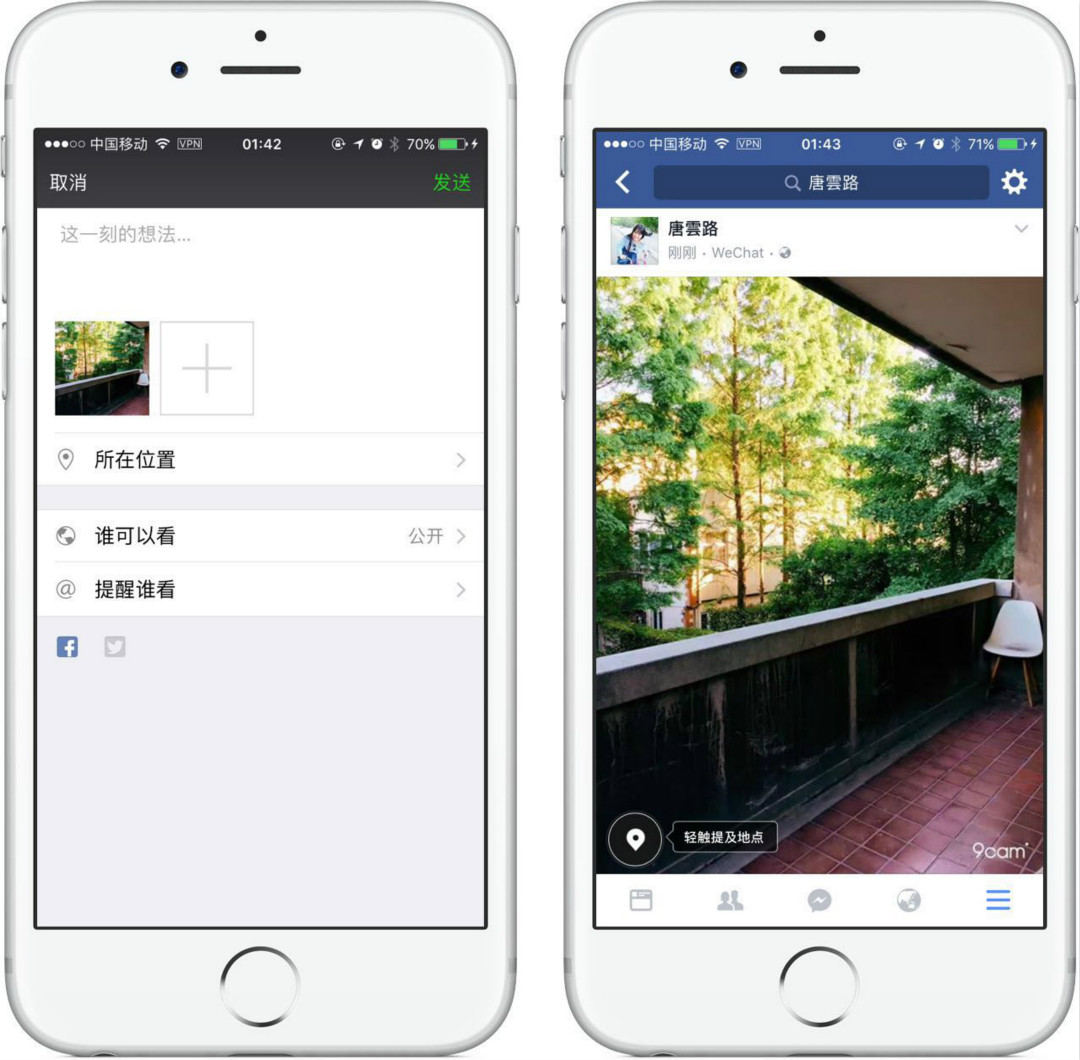 中国移动 VPN 01:42 70%
取消 发送
这一刻的想法...
所在位置
谁可以看 公开
@ 提醒谁看
f
中国移动 VPN 01:43 71%
唐雲路
唐雲路
刚刚 · WeChat ·
轻触提及地点
9cam